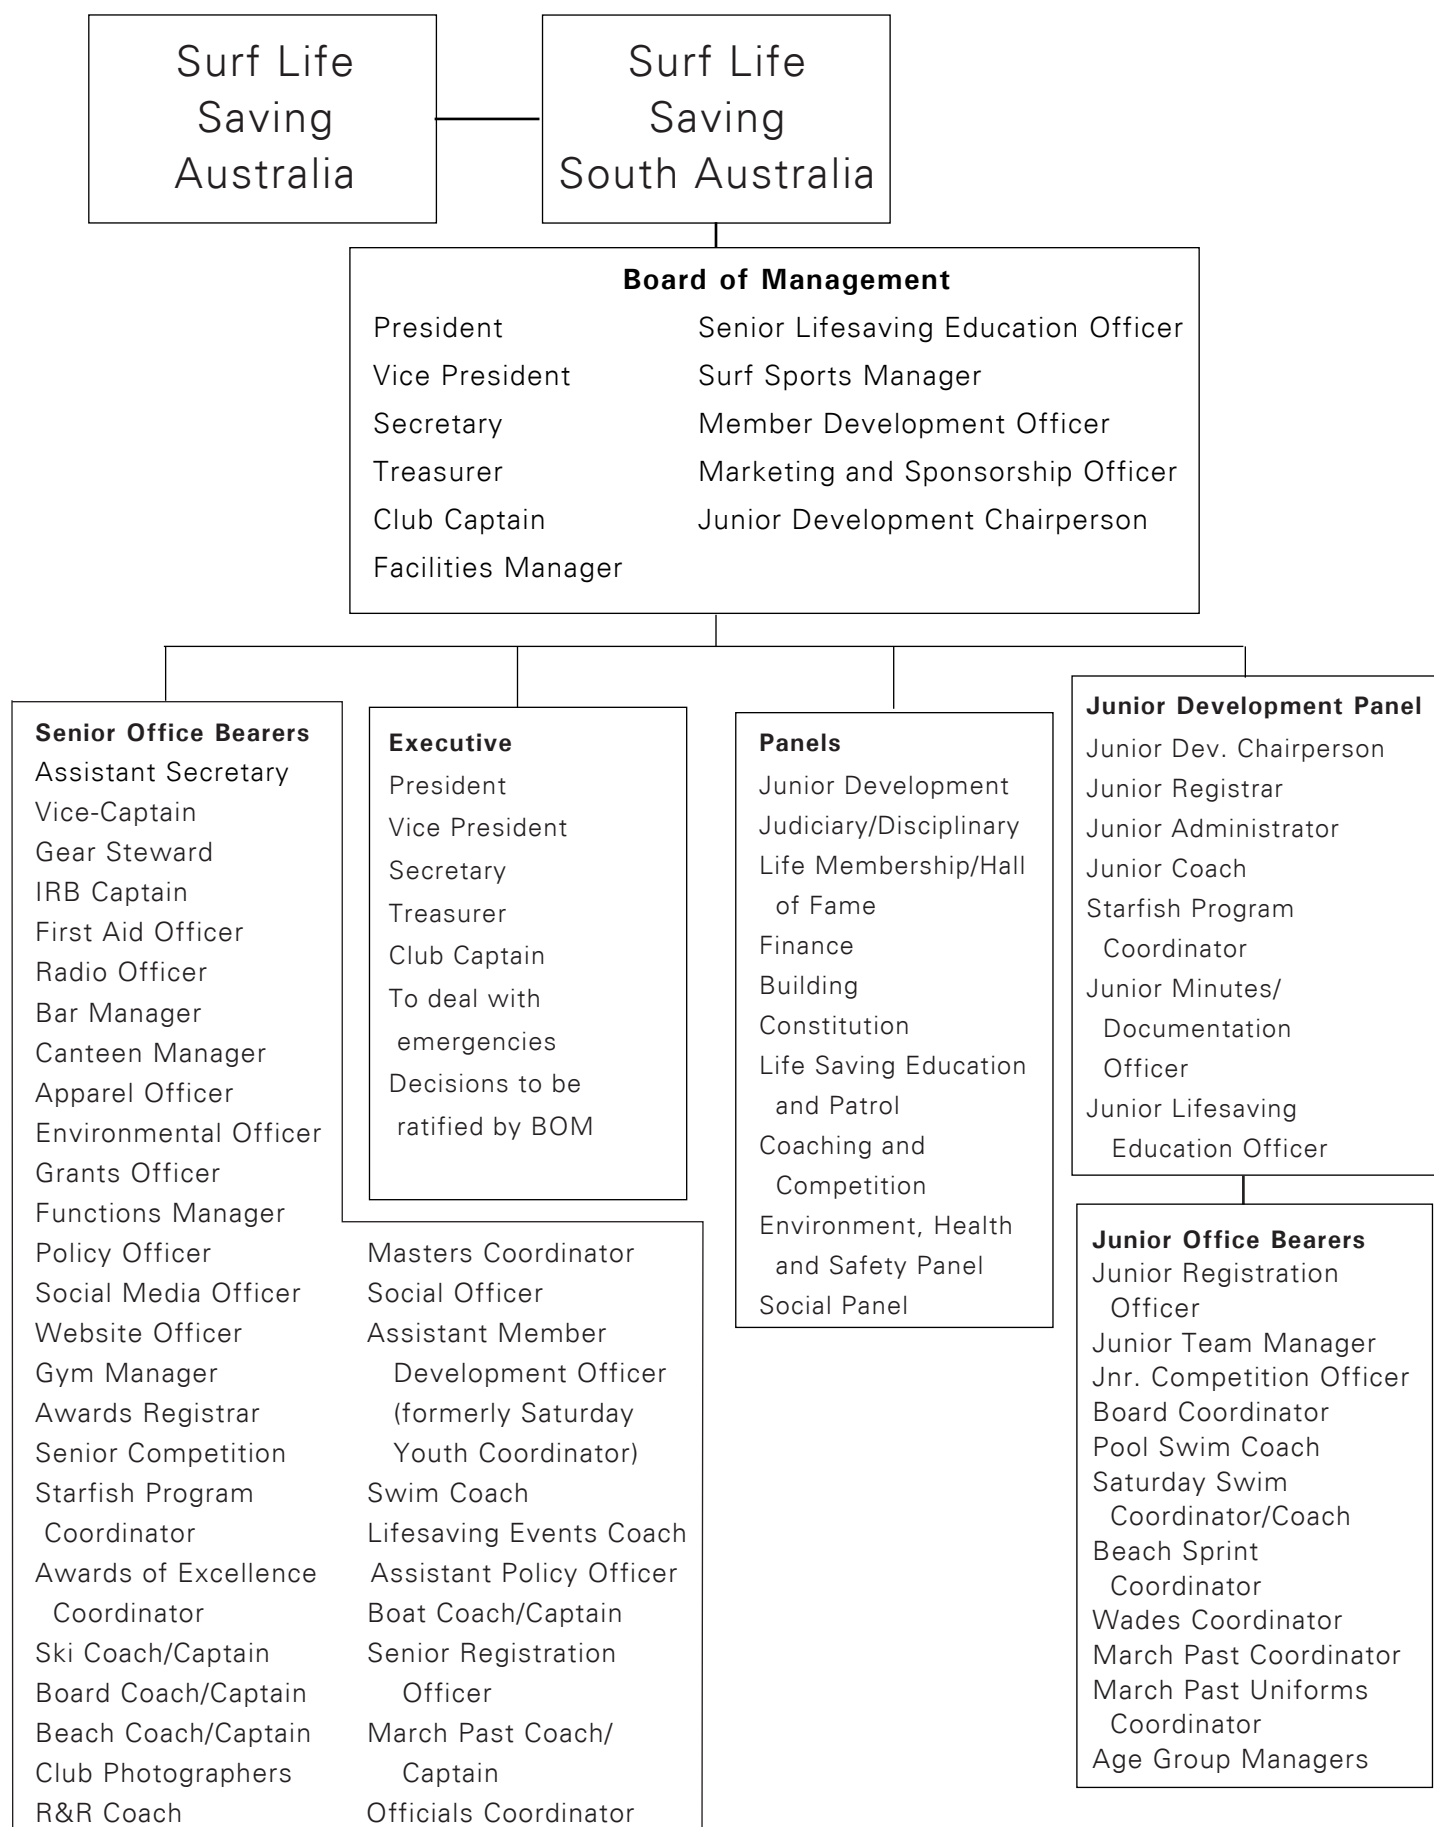 Surf Life
Saving
Australia
Surf Life
Saving
South Australia
Board of Management
President
Vice President
Secretary
Treasurer
Club Captain
Facilities Manager
Senior Lifesaving Education Officer
Surf Sports Manager
Member Development Officer
Marketing and Sponsorship Officer
Junior Development Chairperson
Senior Office Bearers
Assistant Secretary
Vice-Captain
Gear Steward
IRB Captain
First Aid Officer
Radio Officer
Bar Manager
Canteen Manager
Apparel Officer
Environmental Officer
Grants Officer
Functions Manager
Policy Officer
Social Media Officer
Website Officer
Gym Manager
Awards Registrar
Senior Competition
Starfish Program
Coordinator
Awards of Excellence
Coordinator
Ski Coach/Captain
Board Coach/Captain
Beach Coach/Captain
Club Photographers
R&R Coach
Masters Coordinator
Social Officer
Assistant Member
Development Officer
(formerly Saturday
Youth Coordinator)
Swim Coach
Lifesaving Events Coach
Assistant Policy Officer
Boat Coach/Captain
Senior Registration
Officer
March Past Coach/
Captain
Officials Coordinator
Executive
President
Vice President
Secretary
Treasurer
Club Captain
To deal with
emergencies
Decisions to be
ratified by BOM
Panels
Junior Development
Judiciary/Disciplinary
Life Membership/Hall
of Fame
Finance
Building
Constitution
Life Saving Education
and Patrol
Coaching and
Competition
Environment, Health
and Safety Panel
Social Panel
Junior Development Panel
Junior Dev. Chairperson
Junior Registrar
Junior Administrator
Junior Coach
Starfish Program
Coordinator
Junior Minutes/
Documentation
Officer
Junior Lifesaving
Education Officer
Junior Office Bearers
Junior Registration
Officer
Junior Team Manager
Jnr. Competition Officer
Board Coordinator
Pool Swim Coach
Saturday Swim
Coordinator/Coach
Beach Sprint
Coordinator
Wades Coordinator
March Past Coordinator
March Past Uniforms
Coordinator
Age Group Managers